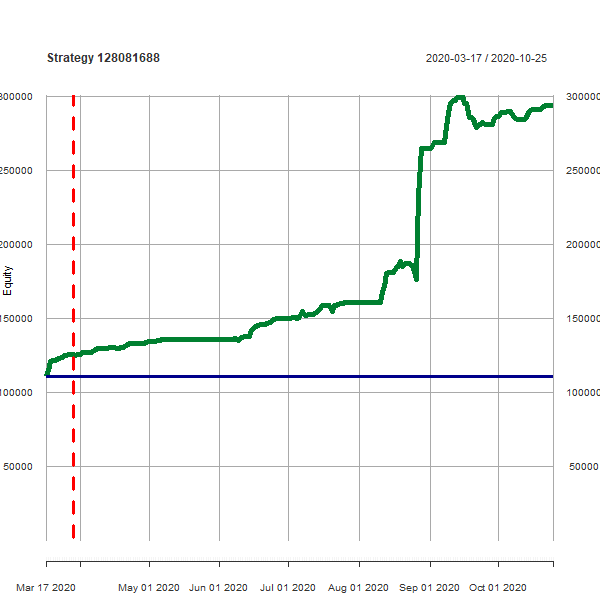 Strategy 128081688 2020-03-17 / 2020-10-25
300000 300000
250000 250000
200000 200000
150000 150000
100000 100000
50000 50000
Equity
Mar 17 2020 May 01 2020 Jun 01 2020 Jul 01 2020 Aug 01 2020 Sep 01 2020 Oct 01 2020